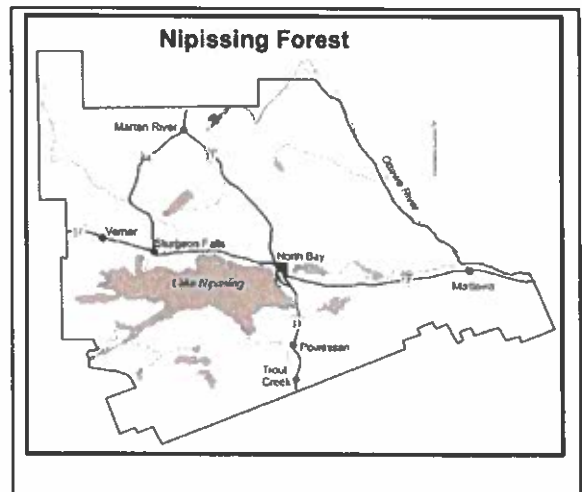 Nipissing Forest
Marten River
Ottawa River
Verner
Sturgeon Falls
North Bay
Lake Nipissing
Mattawa
Powassan
Trout
Creek